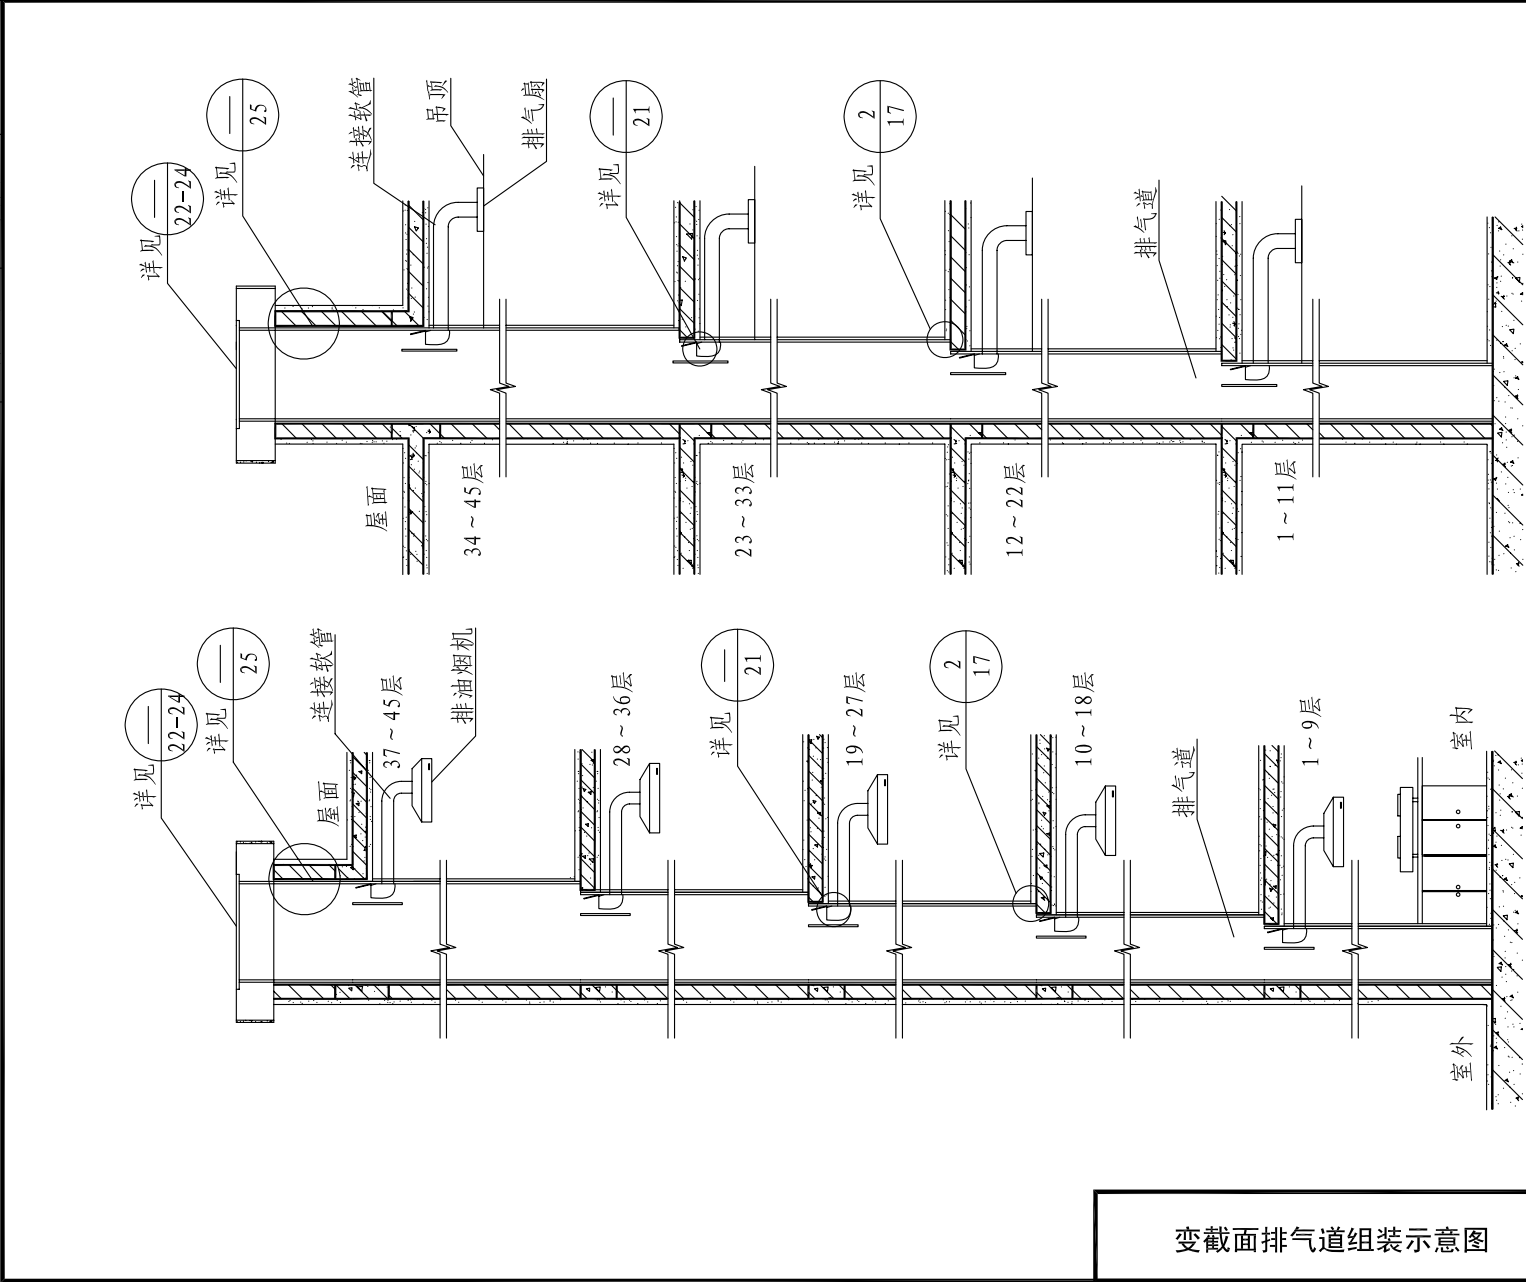 详见
22-24
详见
25
连接软管
吊顶
排气扇
详见
21
详见
2
17
排气道
屋面
34～45层
23～33层
12～22层
1～11层
详见
22-24
详见
25
连接软管
屋面
37～45层
排油烟机
28～36层
详见
21
19～27层
详见
2
17
10～18层
排气道
1～9层
室内
室外
变截面排气道组装示意图